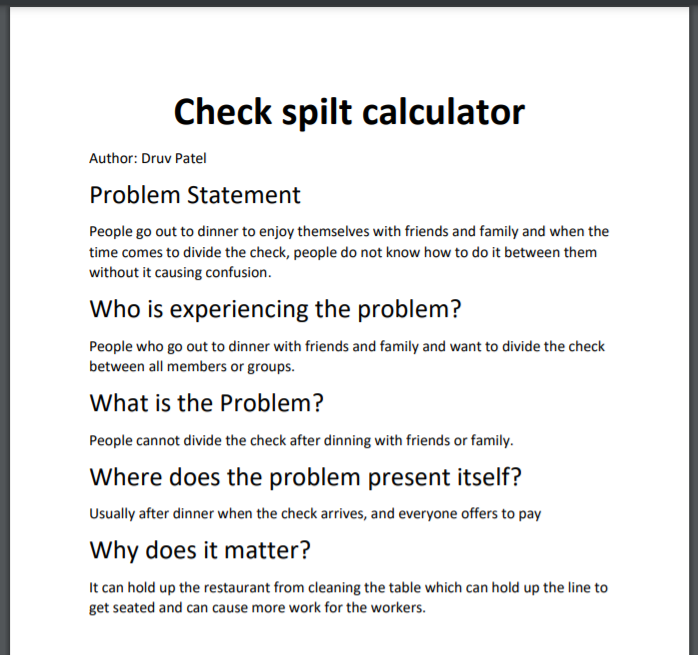 Check spilt calculator
Author: Druv Patel
Problem Statement
People go out to dinner to enjoy themselves with friends and family and when the
time comes to divide the check, people do not know how to do it between them
without it causing confusion.
Who is experiencing the problem?
People who go out to dinner with friends and family and want to divide the check
between all members or groups.
What is the Problem?
People cannot divide the check after dinning with friends or family.
Where does the problem present itself?
Usually after dinner when the check arrives, and everyone offers to pay
Why does it matter?
It can hold up the restaurant from cleaning the table which can hold up the line to
get seated and can cause more work for the workers.